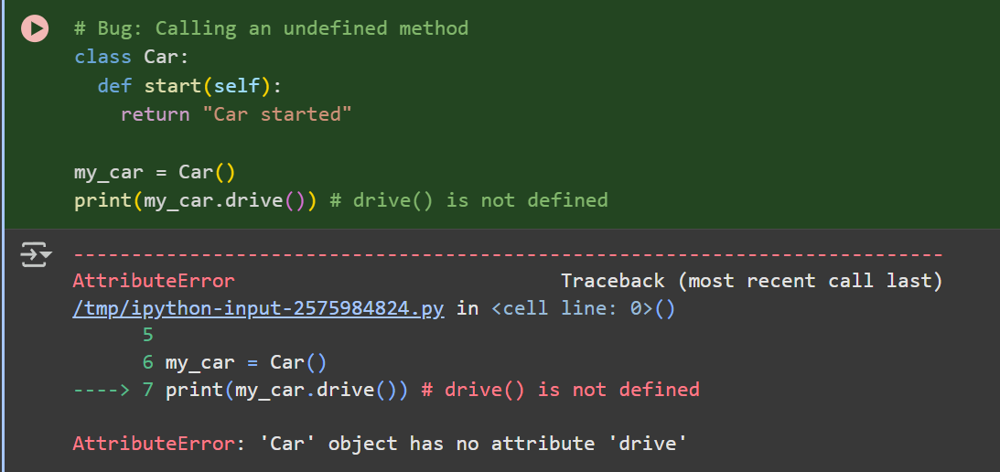 # Bug: Calling an undefined method
class Car:
  def start(self):
    return "Car started"

my_car = Car()
print(my_car.drive()) # drive() is not defined
---------------------------------------------------------------------------
AttributeError                            Traceback (most recent call last)
/tmp/ipython-input-2575984824.py in <cell line: 0>()
      5
      6 my_car = Car()
----> 7 print(my_car.drive()) # drive() is not defined

AttributeError: 'Car' object has no attribute 'drive'